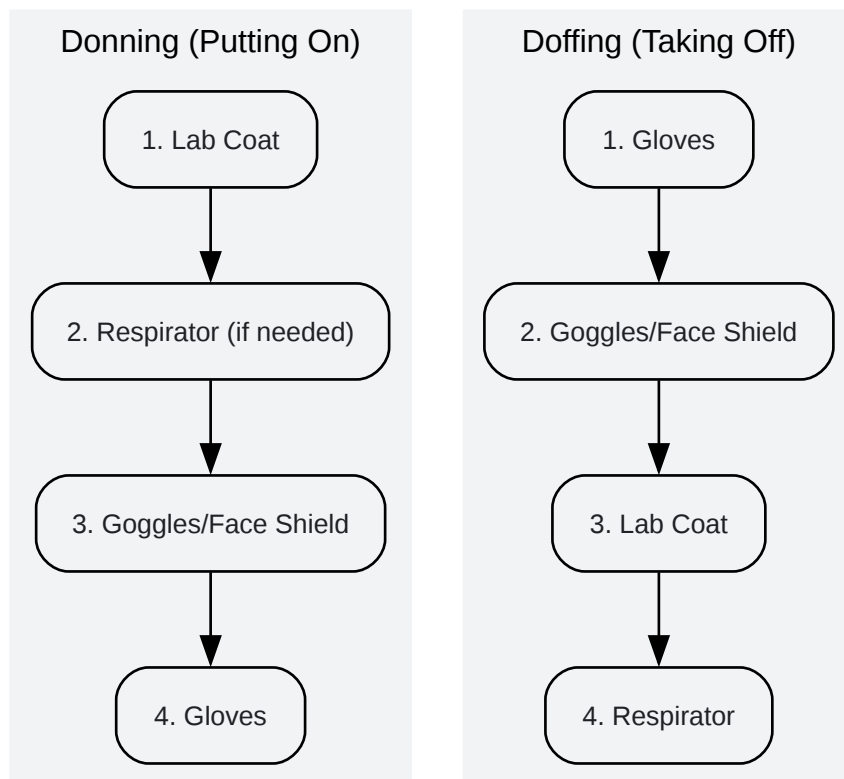 Donning (Putting On)
1. Lab Coat
2. Respirator (if needed)
3. Goggles/Face Shield
4. Gloves
Doffing (Taking Off)
1. Gloves
2. Goggles/Face Shield
3. Lab Coat
4. Respirator